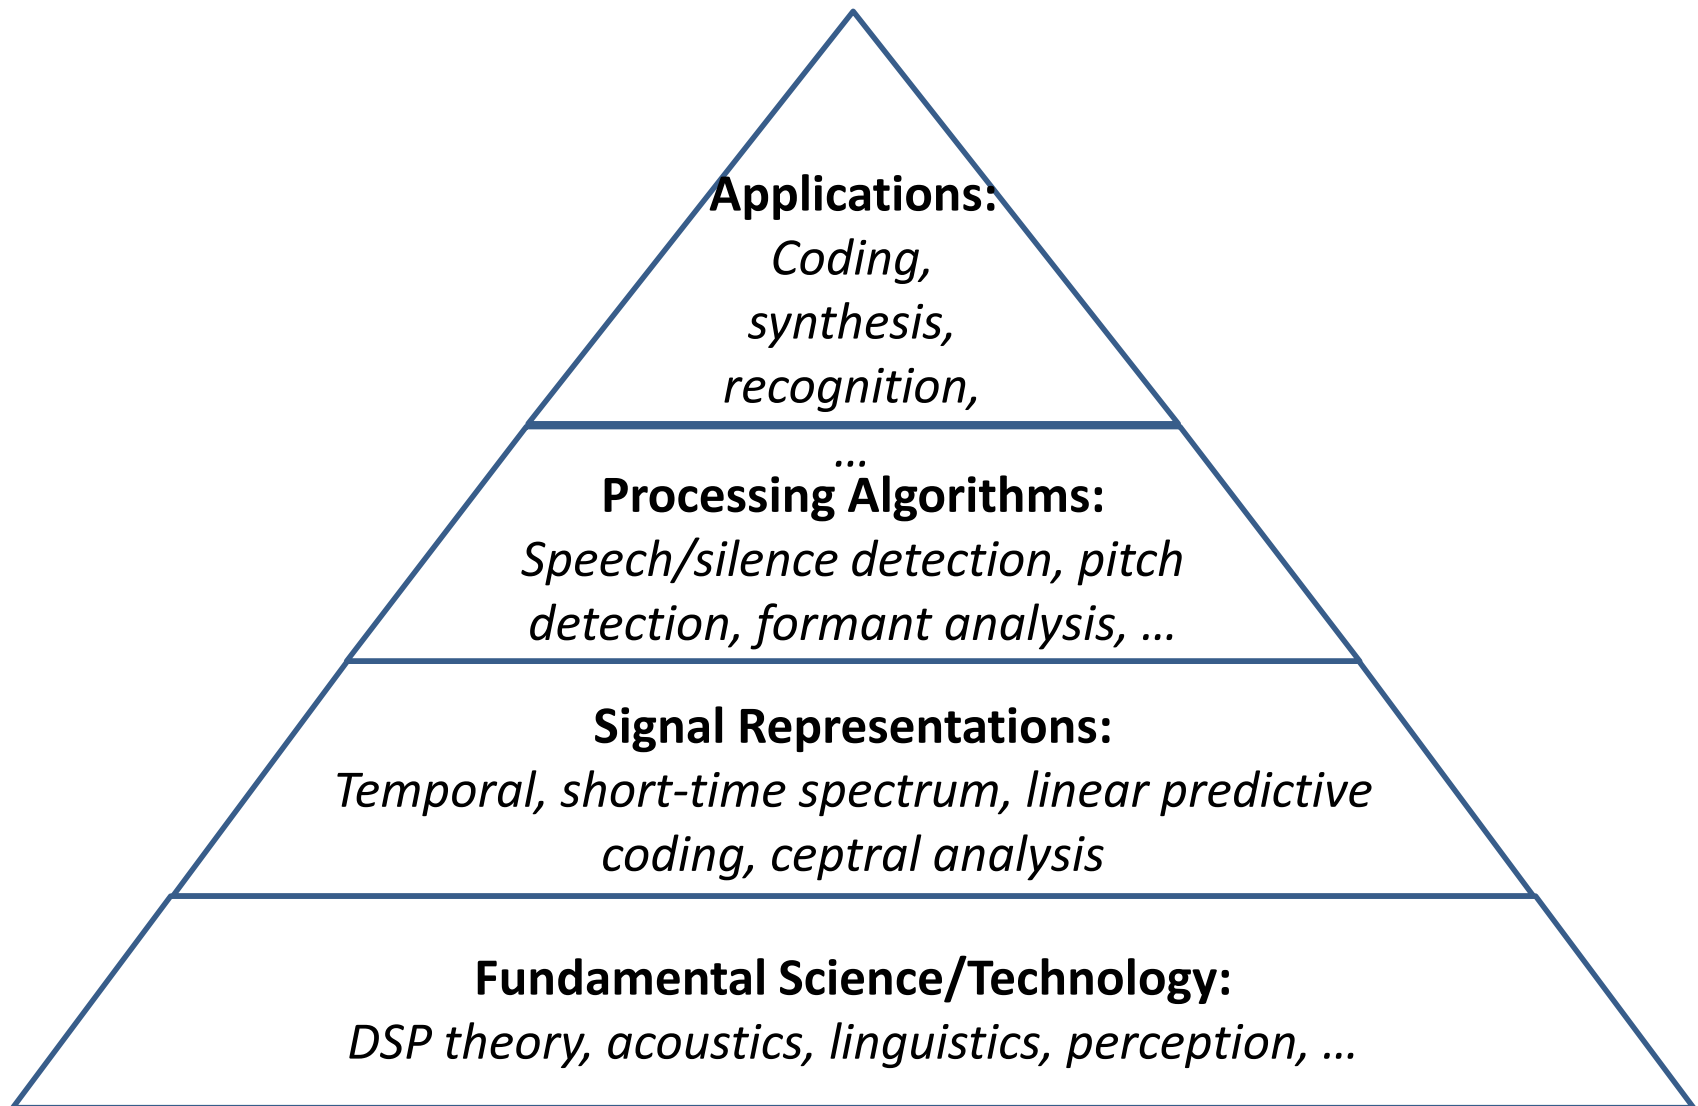 Applications:
Coding,
synthesis,
recognition,
…
Processing Algorithms:
Speech/silence detection, pitch
detection, formant analysis, …
Signal Representations:
Temporal, short-time spectrum, linear predictive
coding, ceptral analysis
Fundamental Science/Technology:
DSP theory, acoustics, linguistics, perception, …